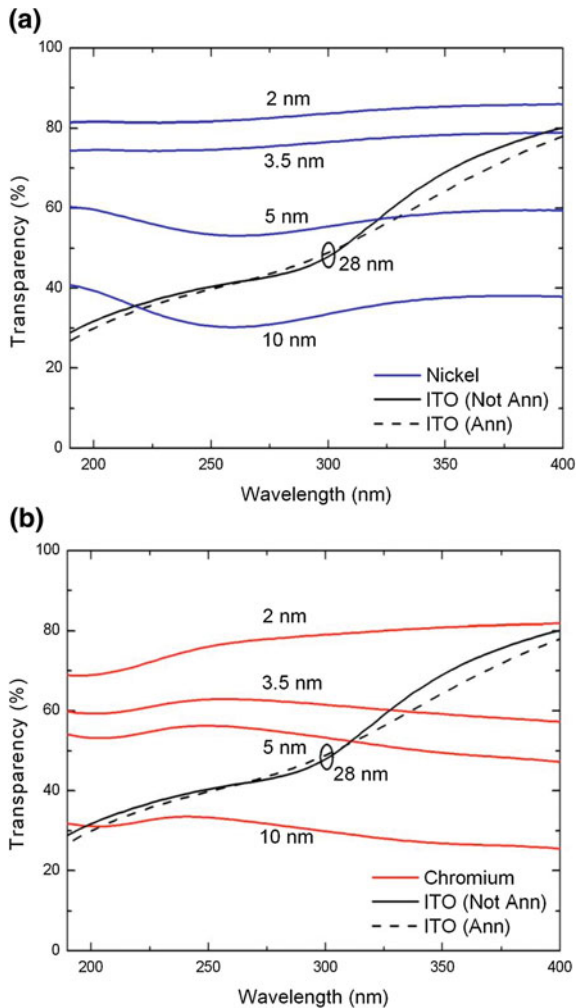 (a)
100
80
60
40
20
0
Transparency (%)
2 nm
3.5 nm
5 nm
28 nm
10 nm
Nickel
ITO (Not Ann)
ITO (Ann)
200 250 300 350 400
Wavelength (nm)
(b)
100
80
60
40
20
0
Transparency (%)
2 nm
3.5 nm
5 nm
28 nm
10 nm
Chromium
ITO (Not Ann)
ITO (Ann)
200 250 300 350 400
Wavelength (nm)